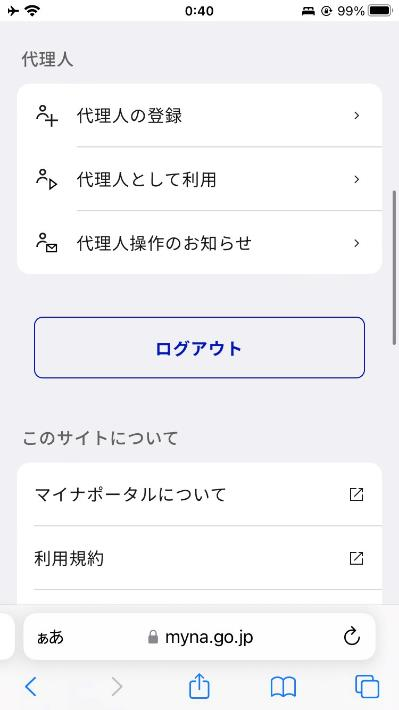 0:40
99%
代理人
代理人の登録
代理人として利用
代理人操作のお知らせ
ログアウト
このサイトについて
マイナポータルについて
利用規約
ぁあ
myna.go.jp